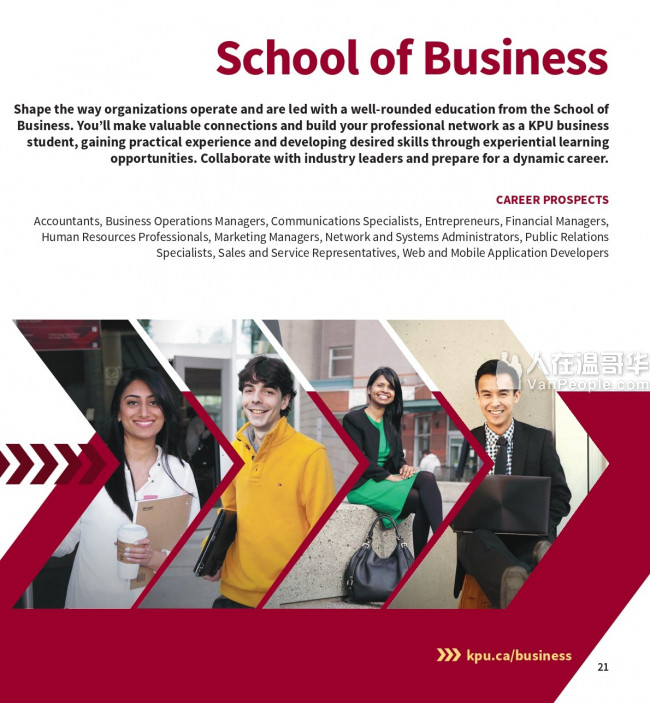 School of Business
Shape the way organizations operate and are led with a well-rounded education from the School of
Business. You’ll make valuable connections and build your professional network as a KPU business
student, gaining practical experience and developing desired skills through experiential learning
opportunities. Collaborate with industry leaders and prepare for a dynamic career.
CAREER PROSPECTS
Accountants, Business Operations Managers, Communications Specialists, Entrepreneurs, Financial Managers,
Human Resources Professionals, Marketing Managers, Network and Systems Administrators, Public Relations
Specialists, Sales and Service Representatives, Web and Mobile Application Developers
人在温哥华
VanPeople.com
kpu.ca/business
21